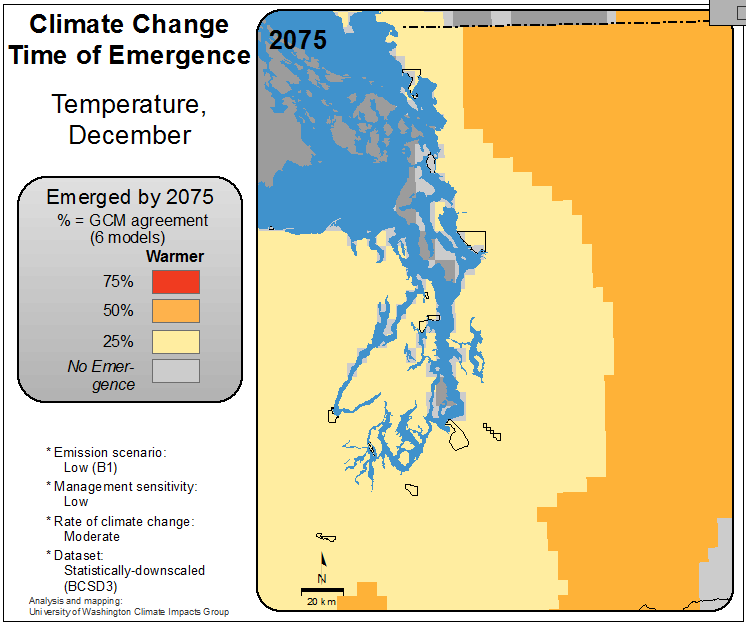 Climate Change
Time of Emergence
Temperature,
December
Emerged by 2075
% = GCM agreement
(6 models)
Warmer
75%
50%
25%
No Emer-
gence
* Emission scenario:
Low (B1)
* Management sensitivity:
Low
* Rate of climate change:
Moderate
* Dataset:
Statistically-downscaled
(BCSD3)
Analysis and mapping:
University of Washington Climate Impacts Group
2075
N
20 km